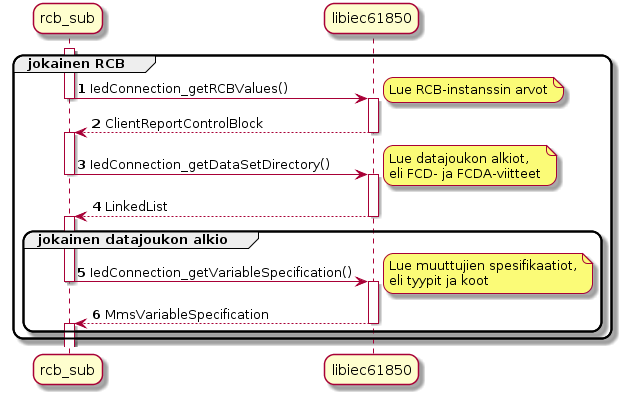 rcb_sub
libiec61850
jokainen RCB
1 IedConnection_getRCBValues()
Lue RCB-instanssin arvot
2 ClientReportControlBlock
3 IedConnection_getDataSetDirectory()
Lue datajoukon alkiot,
eli FCD- ja FCDA-viitteet
4 LinkedList
jokainen datajoukon alkio
5 IedConnection_getVariableSpecification()
Lue muuttujien spesifikaatiot,
eli tyypit ja koot
6 MmsVariableSpecification
rcb_sub
libiec61850